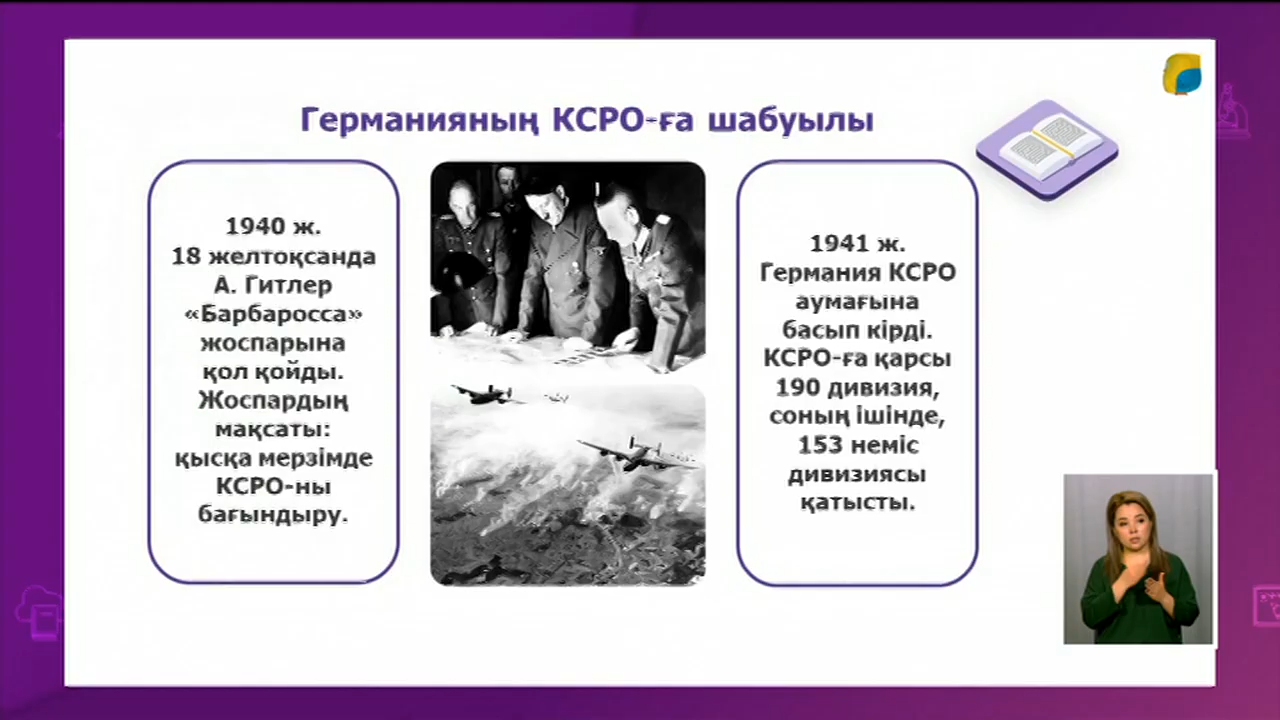 Германияның КСРО-ға шабуылы
1940 ж.
18 желтоқсанда
А. Гитлер
«Барбаросса»
жоспарына
қол қойды.
Жоспардың
мақсаты:
қысқа мерзімде
КСРО-ны
бағындыру.
1941 ж.
Германия КСРО
аумағына
басып кірді.
КСРО-ға қарсы
190 дивизия,
соның ішінде,
153 неміс
дивизиясы
қатысты.